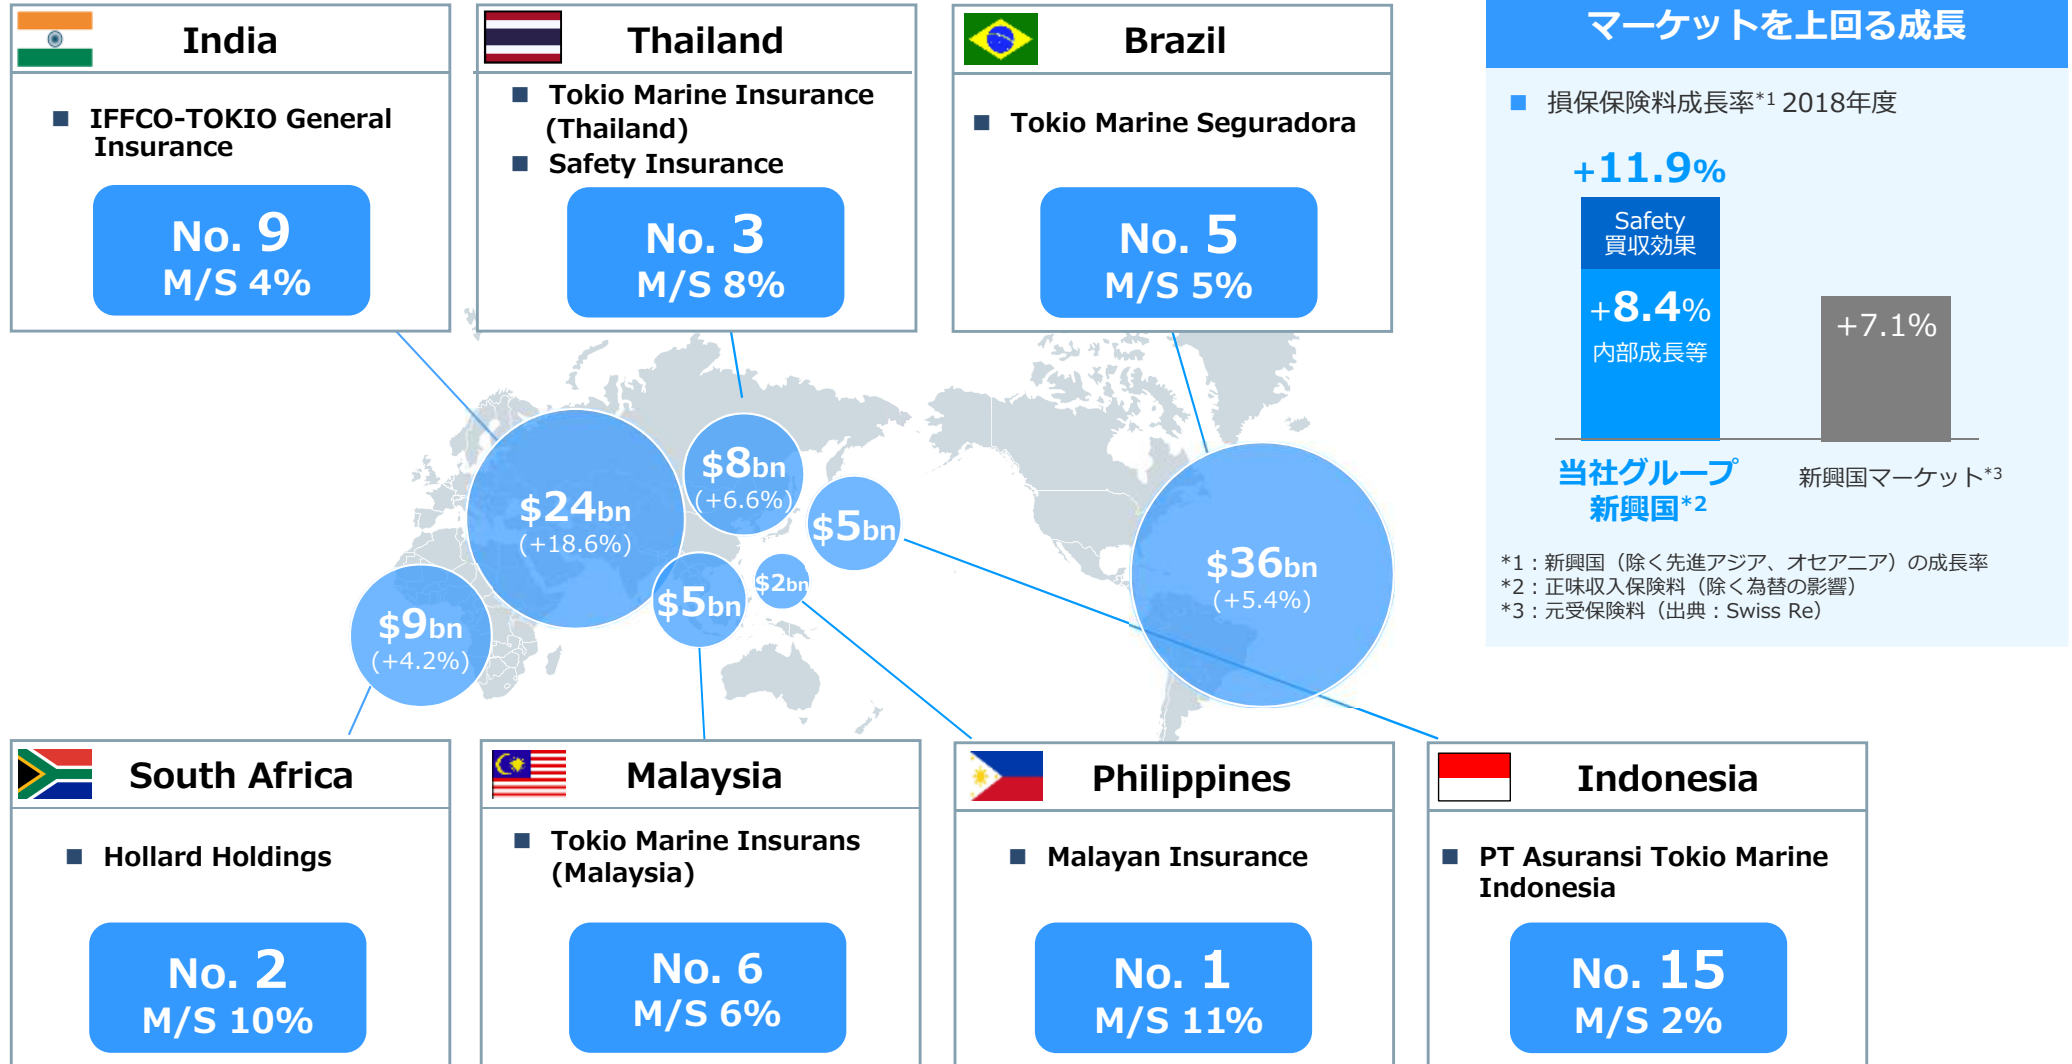 India
IFFCO-TOKIO General
Insurance
No. 9
M/S 4%
Thailand
Tokio Marine Insurance
(Thailand)
Safety Insurance
No. 3
M/S 8%
Brazil
Tokio Marine Seguradora
No. 5
M/S 5%
マーケットを上回る成長
損保保険料成長率*1 2018年度
+11.9%
Safety
買収効果
+8.4%
内部成長等
+7.1%
当社グループ
新興国*2
新興国マーケット*3
*1：新興国（除く先進アジア、オセアニア）の成長率
*2：正味収入保険料（除く為替の影響）
*3：元受保険料（出典：Swiss Re）
$24bn
(+18.6%)
$8bn
(+6.6%)
$5bn
$2bn
$5bn
$9bn
(+4.2%)
$36bn
(+5.4%)
South Africa
Hollard Holdings
No. 2
M/S 10%
Malaysia
Tokio Marine Insurans
(Malaysia)
No. 6
M/S 6%
Philippines
Malayan Insurance
No. 1
M/S 11%
Indonesia
PT Asuransi Tokio Marine
Indonesia
No. 15
M/S 2%